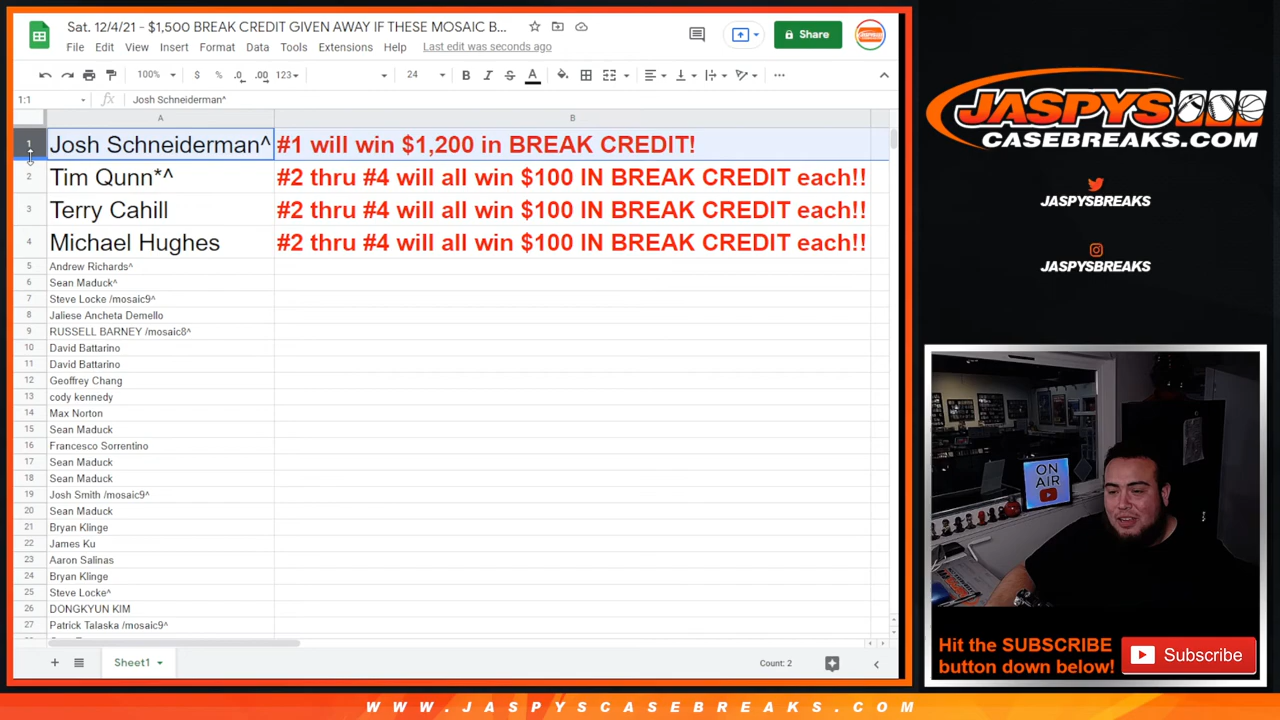 Sat. 12/4/21 - $1,500 BREAK CREDIT GIVEN AWAY IF THESE MOSAIC B...
File Edit View Insert Format Data Tools Extensions Help Last edit was seconds ago
Share
100% $ % .0 .00 123 24 B I S A
1:1 fx Josh Schneiderman^
A B
1 Josh Schneiderman^ #1 will win $1,200 in BREAK CREDIT!
2 Tim Qunn*^ #2 thru #4 will all win $100 IN BREAK CREDIT each!!
3 Terry Cahill #2 thru #4 will all win $100 IN BREAK CREDIT each!!
4 Michael Hughes #2 thru #4 will all win $100 IN BREAK CREDIT each!!
5 Andrew Richards^
6 Sean Maduck^
7 Steve Locke /mosaic9^
8 Jaliese Ancheta Demello
9 RUSSELL BARNEY /mosaic8^
10 David Battarino
11 David Battarino
12 Geoffrey Chang
13 cody kennedy
14 Max Norton
15 Sean Maduck
16 Francesco Sorrentino
17 Sean Maduck
18 Sean Maduck
19 Josh Smith /mosaic9^
20 Sean Maduck
21 Bryan Klinge
22 James Ku
23 Aaron Salinas
24 Bryan Klinge
25 Steve Locke^
26 DONGKYUN KIM
27 Patrick Talaska /mosaic9^
Sheet1
Count: 2
JASPYS
CASEBREAKS.COM
JASPYSBREAKS
JASPYSBREAKS
ON
AIR
Hit the SUBSCRIBE
button down below!
Subscribe
WWW.JASPYSCASEBREAKS.COM